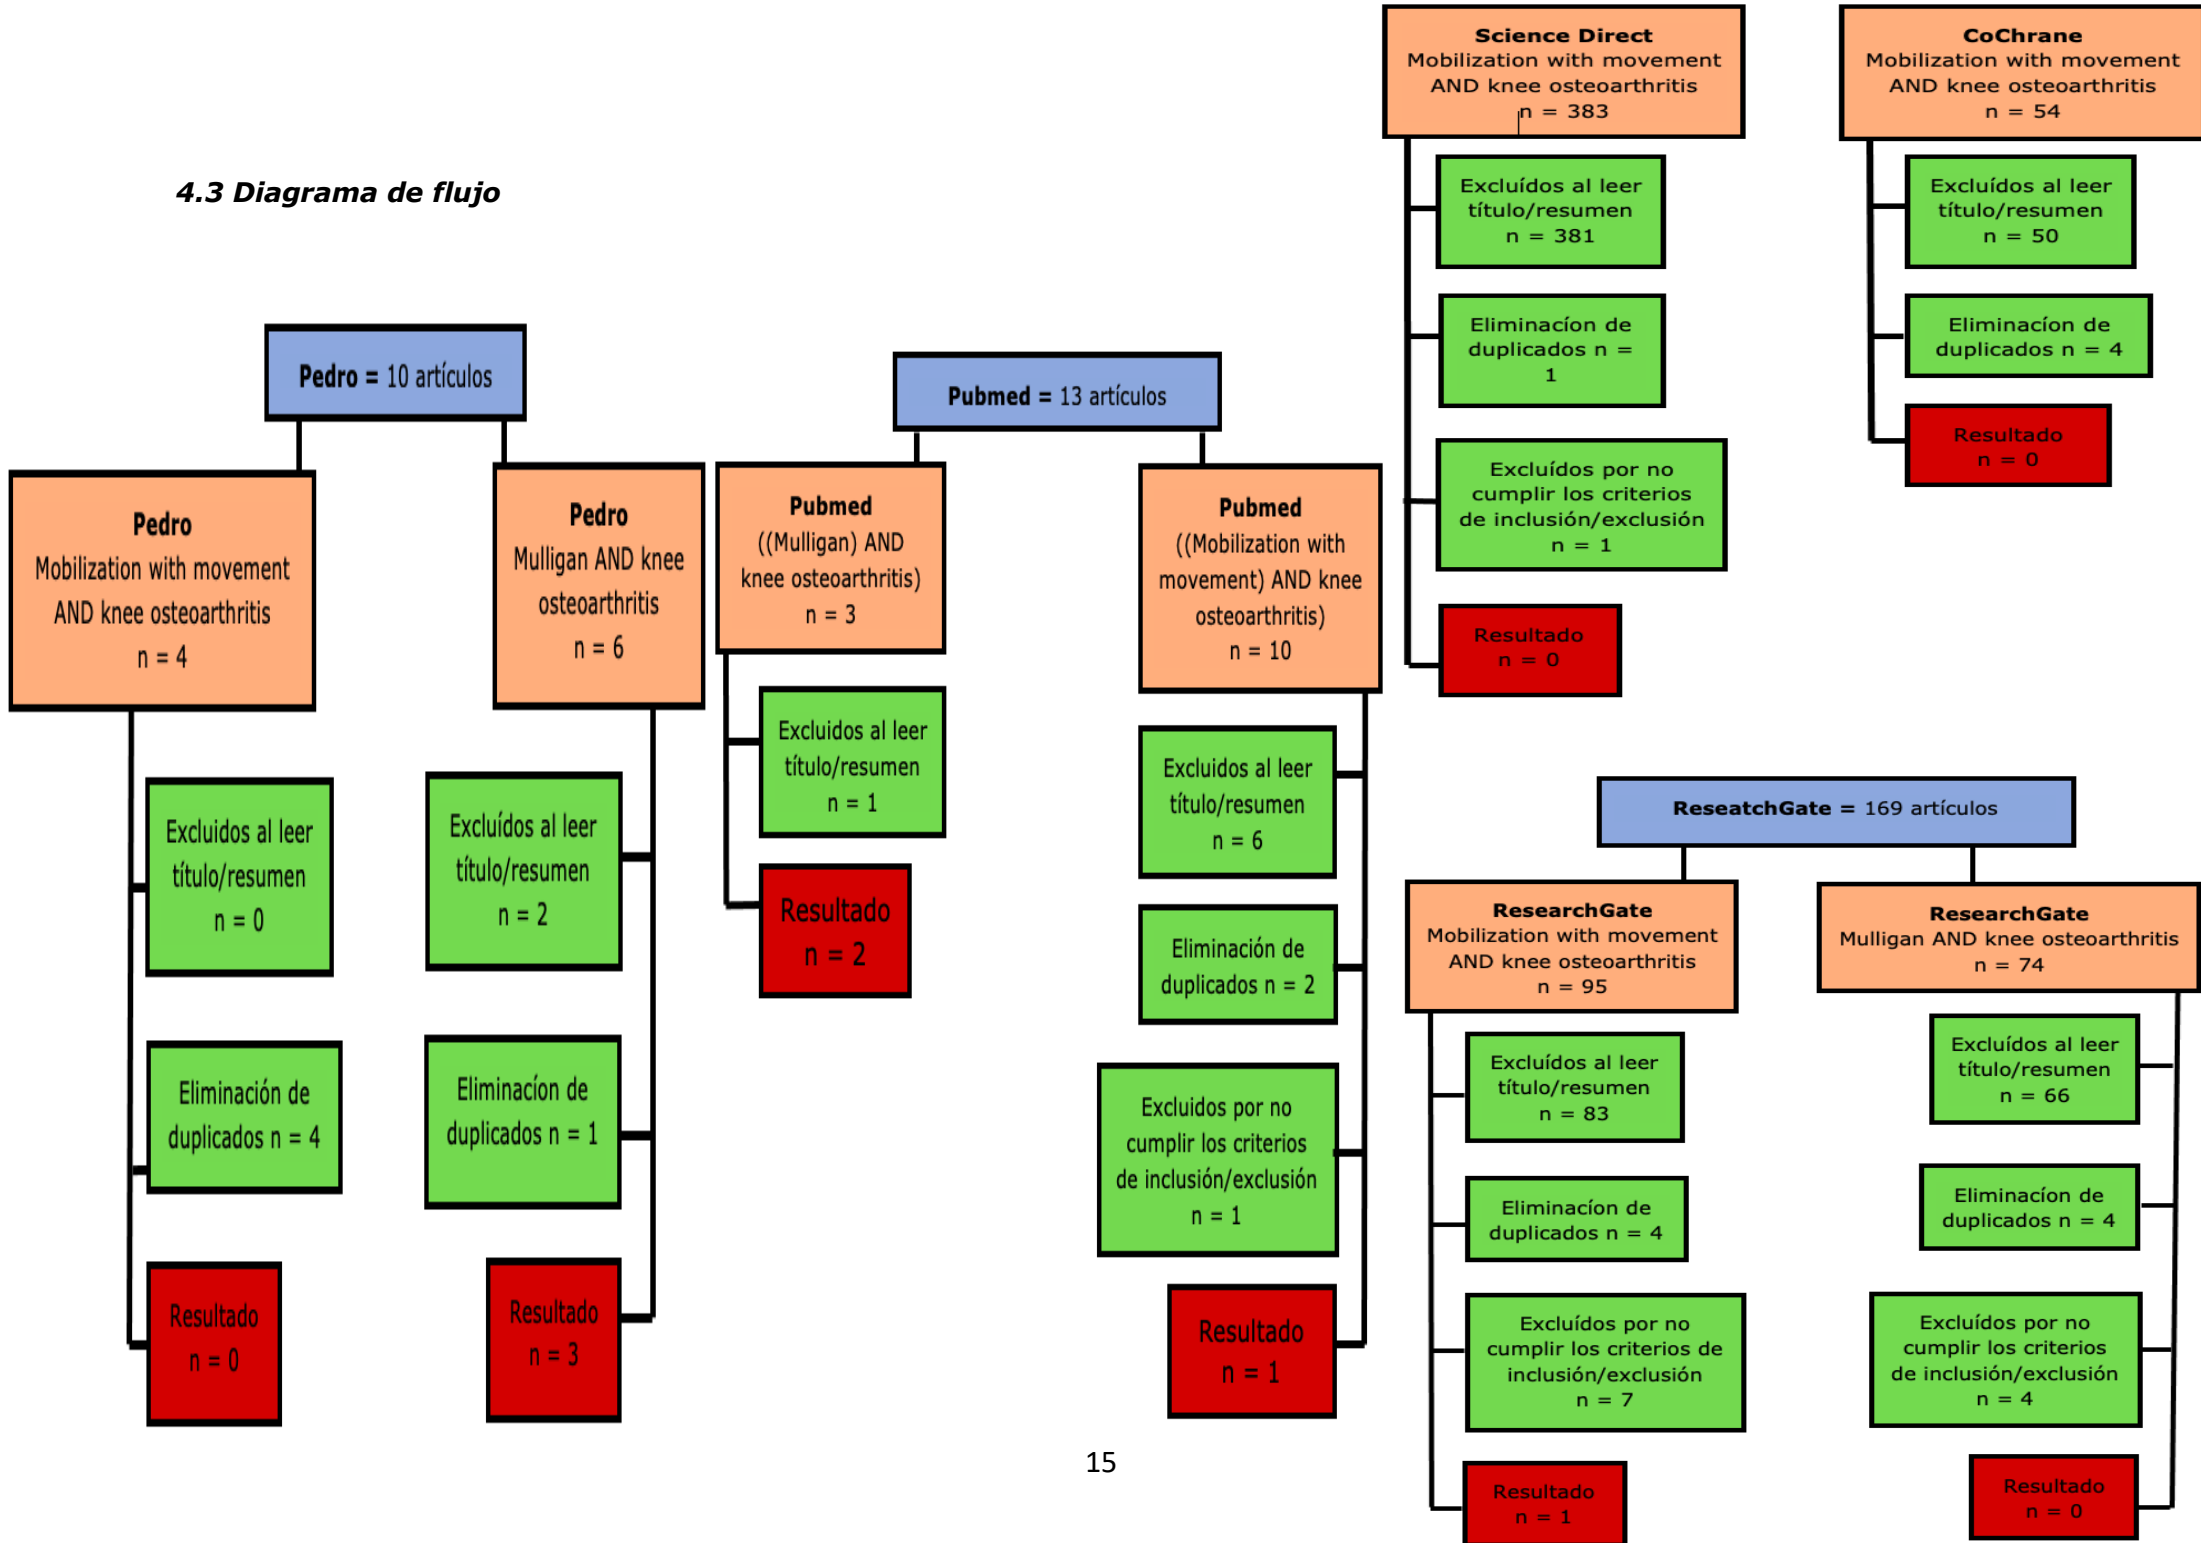 4.3 Diagrama de flujo
Pedro = 10 artículos
Pedro
Mobilization with movement
AND knee osteoarthritis
n = 4
Excluidos al leer
título/resumen
n = 0
Eliminación de
duplicados n = 4
Resultado
n = 0
Pedro
Mulligan AND knee
osteoarthritis
n = 6
Excluídos al leer
título/resumen
n = 2
Eliminacíon de
duplicados n = 1
Resultado
n = 3
Pubmed = 13 artículos
Pubmed
((Mulligan) AND
knee osteoarthritis)
n = 3
Excluidos al leer
título/resumen
n = 1
Resultado
n = 2
Pubmed
((Mobilization with
movement) AND knee
osteoarthritis)
n = 10
Excluidos al leer
título/resumen
n = 6
Eliminación de
duplicados n = 2
Excluidos por no
cumplir los criterios
de inclusión/exclusión
n = 1
Resultado
n = 1
Science Direct
Mobilization with movement
AND knee osteoarthritis
n = 383
Excluídos al leer
título/resumen
n = 381
Eliminacíon de
duplicados n =
1
Excluídos por no
cumplir los criterios
de inclusión/exclusión
n = 1
Resultado
n = 0
CoChrane
Mobilization with movement
AND knee osteoarthritis
n = 54
Excluídos al leer
título/resumen
n = 50
Eliminacíon de
duplicados n = 4
Resultado
n = 0
ReseatchGate = 169 artículos
ResearchGate
Mobilization with movement
AND knee osteoarthritis
n = 95
Excluídos al leer
título/resumen
n = 83
Eliminacíon de
duplicados n = 4
Excluídos por no
cumplir los criterios de
inclusión/exclusión
n = 7
Resultado
n = 1
ResearchGate
Mulligan AND knee osteoarthritis
n = 74
Excluídos al leer
título/resumen
n = 66
Eliminacíon de
duplicados n = 4
Excluídos por no
cumplir los criterios
de inclusión/exclusión
n = 4
Resultado
n = 0
15